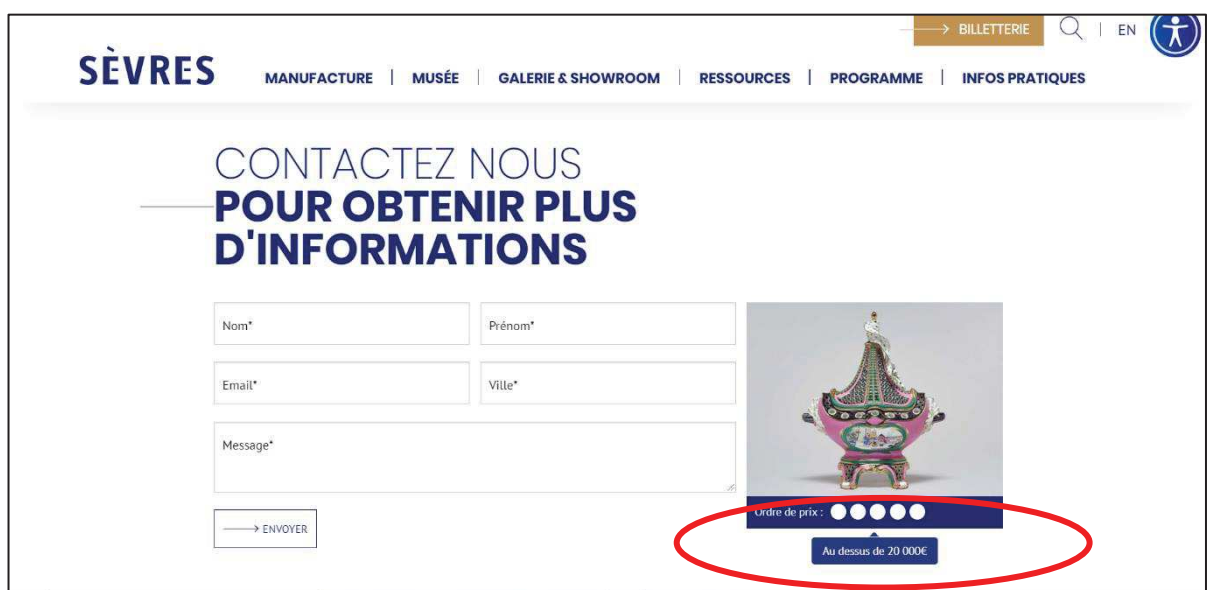 BILLETTERIE
EN
SÈVRES
MANUFACTURE | MUSÉE | GALERIE & SHOWROOM | RESSOURCES | PROGRAMME | INFOS PRATIQUES
CONTACTEZ NOUS
POUR OBTENIR PLUS
D'INFORMATIONS
Nom*
Prénom*
Email*
Ville*
Message*
ENVOYER
Ordre de prix :
Au dessus de 20 000€